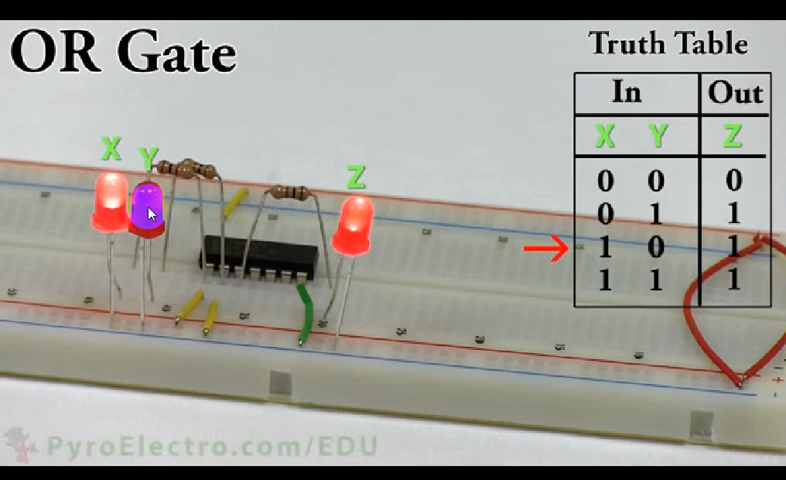 OR Gate
Truth Table
In Out
X Y Z
0 0 0
0 1 1
1 0 1
1 1 1
X
Y
Z
PyroElectro.com/EDU